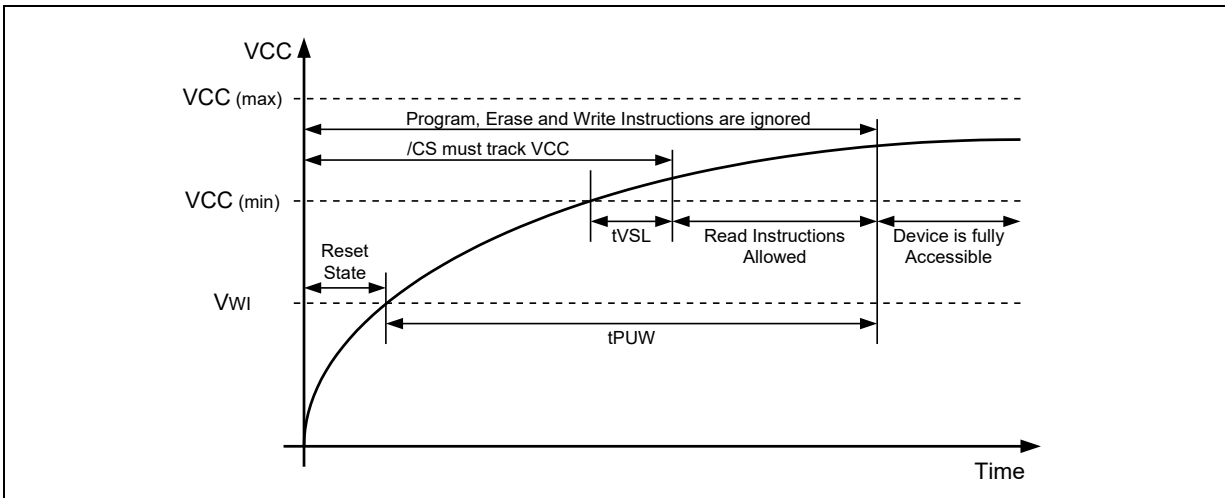 VCC
VCC (max)
Program, Erase and Write Instructions are ignored
/CS must track VCC
VCC (min)
tVSL
Read Instructions
Allowed
Device is fully
Accessible
Reset
State
VWI
tPUW
Time